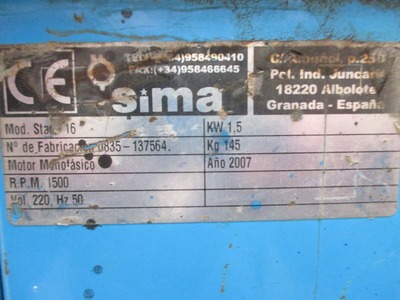 CE
TEL:(+34)958490410
FAX:(+34)958466645
sima
Pol. Ind. Juncaril
18220 Albolote
Granada - España
Mod. 16
KW 1,5
Nº de Fabricación 0835-137564.
Kg 145
Motor Monofásico
Año 2007
R.P.M. 1500
Vol. 220, Hz 50